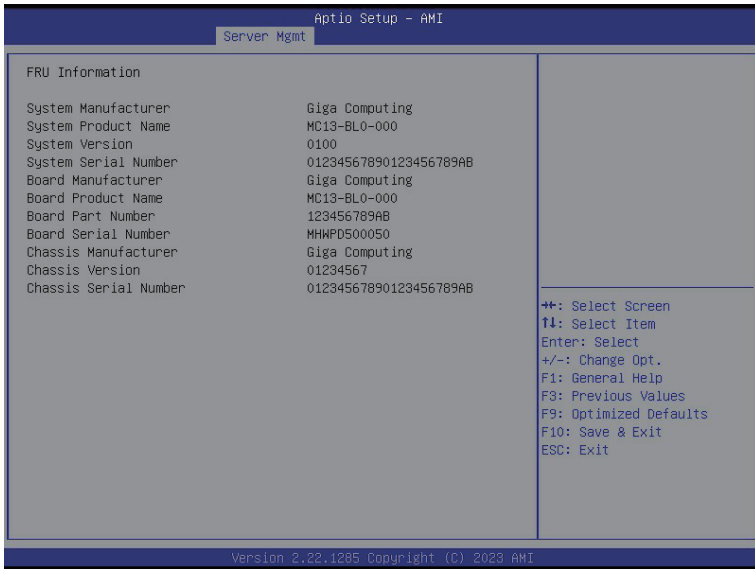 Aptio Setup – AMI
Server Mgmt
FRU Information
System Manufacturer Giga Computing
System Product Name MC13-BL0-000
System Version 0100
System Serial Number 01234567890123456789AB
Board Manufacturer Giga Computing
Board Product Name MC13-BL0-000
Board Part Number 123456789AB
Board Serial Number MHWPD500050
Chassis Manufacturer Giga Computing
Chassis Version 01234567
Chassis Serial Number 01234567890123456789AB
→←: Select Screen
↑↓: Select Item
Enter: Select
+/-: Change Opt.
F1: General Help
F3: Previous Values
F9: Optimized Defaults
F10: Save & Exit
ESC: Exit
Version 2.22.1285 Copyright (C) 2023 AMI